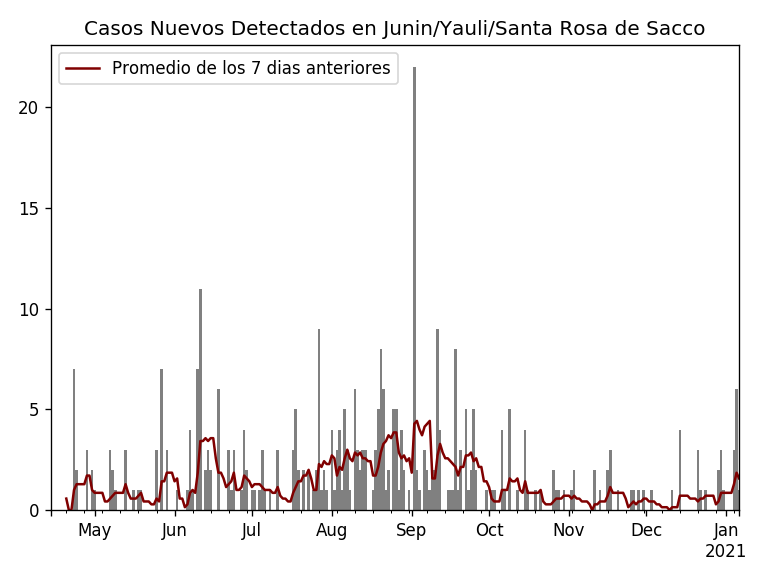 Casos Nuevos Detectados en Junin/Yauli/Santa Rosa de Sacco
Promedio de los 7 dias anteriores
20
15
10
5
0
May Jun Jul Aug Sep Oct Nov Dec Jan
2021